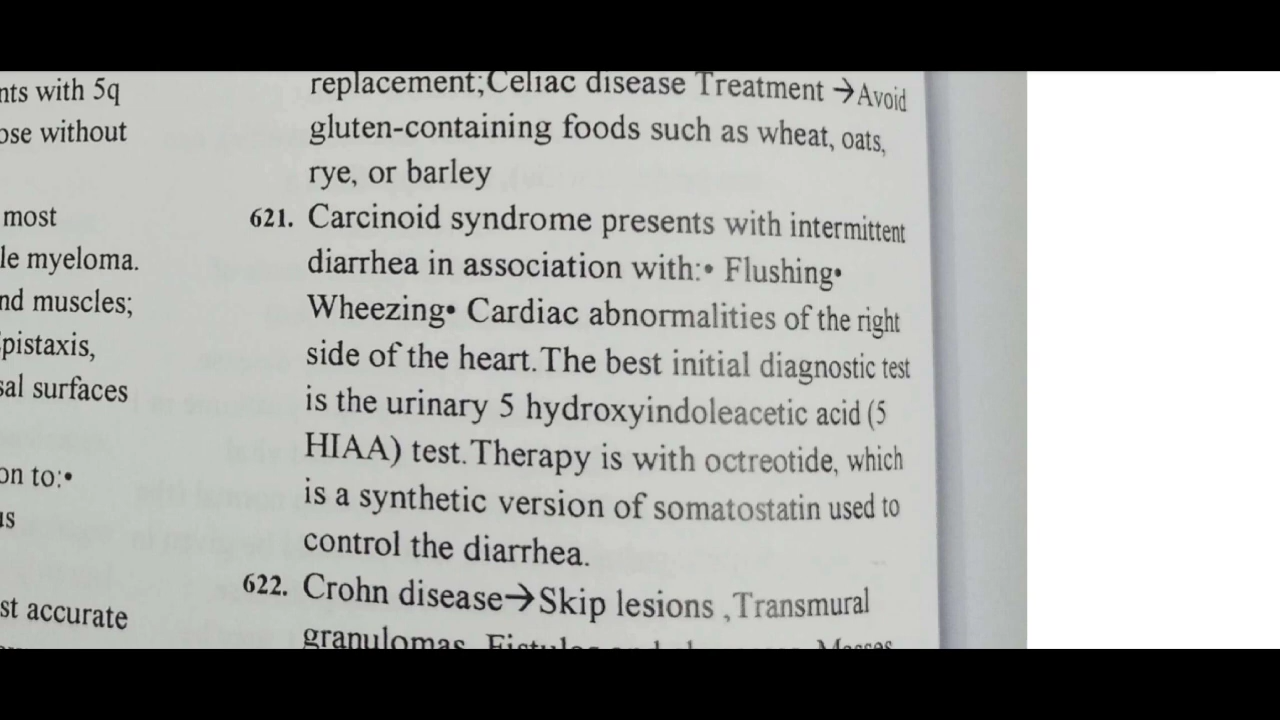 nts with 5q
ose without
most
le myeloma.
nd muscles;
pistaxis,
sal surfaces
on to:•
us
st accurate
replacement;Celiac disease Treatment →Avoid
gluten-containing foods such as wheat, oats,
rye, or barley
621. Carcinoid syndrome presents with intermittent
diarrhea in association with:• Flushing•
Wheezing• Cardiac abnormalities of the right
side of the heart.The best initial diagnostic test
is the urinary 5 hydroxyindoleacetic acid (5
HIAA) test.Therapy is with octreotide, which
is a synthetic version of somatostatin used to
control the diarrhea.
622. Crohn disease→Skip lesions ,Transmural
granulomas, Fistulas and Masses